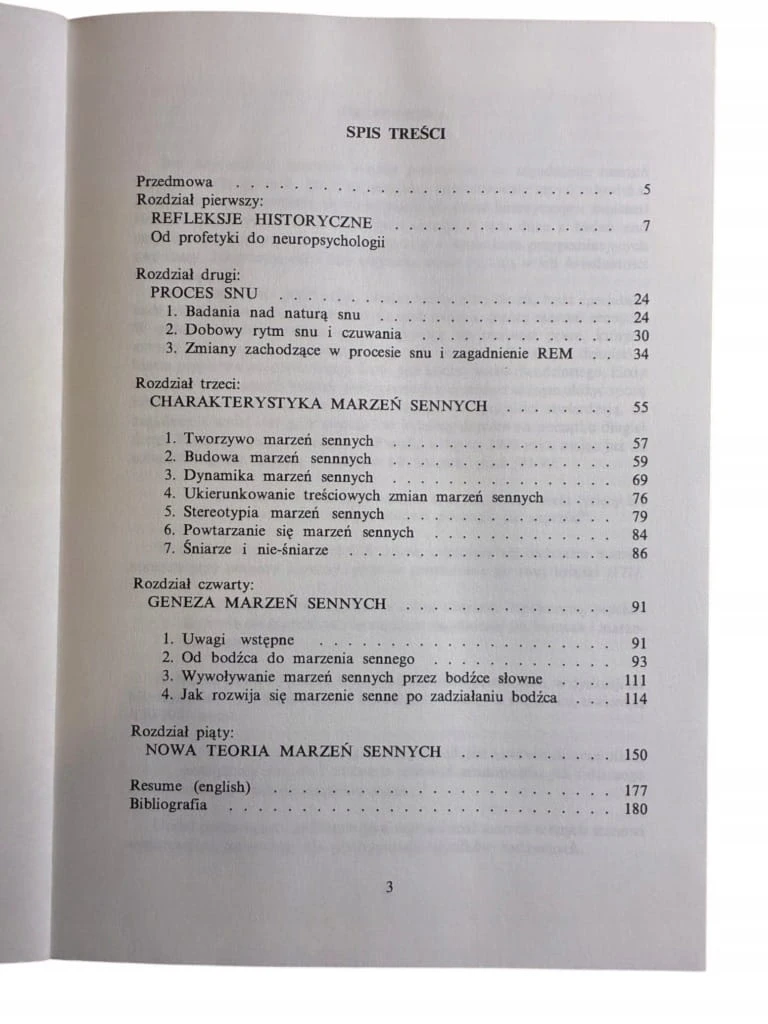 SPIS TREŚCI
Przedmowa . . . . . . . . . . . . . . . . . . . . . . . . . . . 5
Rozdział pierwszy:
REFLEKSJE HISTORYCZNE . . . . . . . . . . . . . . . . 7
Od profetyki do neuropsychologii
Rozdział drugi:
PROCES SNU . . . . . . . . . . . . . . . . . . . . . . . . 24
1. Badania nad naturą snu . . . . . . . . . . . . . . . . . 24
2. Dobowy rytm snu i czuwania . . . . . . . . . . . . . . 30
3. Zmiany zachodzące w procesie snu i zagadnienie REM . . 34
Rozdział trzeci:
CHARAKTERYSTYKA MARZEŃ SENNYCH . . . . . . . . 55
1. Tworzywo marzeń sennych . . . . . . . . . . . . . . . . 57
2. Budowa marzeń sennnych . . . . . . . . . . . . . . . . 59
3. Dynamika marzeń sennych . . . . . . . . . . . . . . . . 69
4. Ukierunkowanie treściowych zmian marzeń sennych . . . . 76
5. Stereotypia marzeń sennych . . . . . . . . . . . . . . . 79
6. Powtarzanie się marzeń sennych . . . . . . . . . . . . . 84
7. Śniarze i nie-śniarze . . . . . . . . . . . . . . . . . . . 86
Rozdział czwarty:
GENEZA MARZEŃ SENNYCH . . . . . . . . . . . . . . . 91
1. Uwagi wstępne . . . . . . . . . . . . . . . . . . . . . 91
2. Od bodźca do marzenia sennego . . . . . . . . . . . . . 93
3. Wywoływanie marzeń sennych przez bodźce słowne . . . . 111
4. Jak rozwija się marzenie senne po zadziałaniu bodźca . . . 114
Rozdział piąty:
NOWA TEORIA MARZEŃ SENNYCH . . . . . . . . . . . 150
Resume (english) . . . . . . . . . . . . . . . . . . . . . . . . 177
Bibliografia . . . . . . . . . . . . . . . . . . . . . . . . . . . 180
3